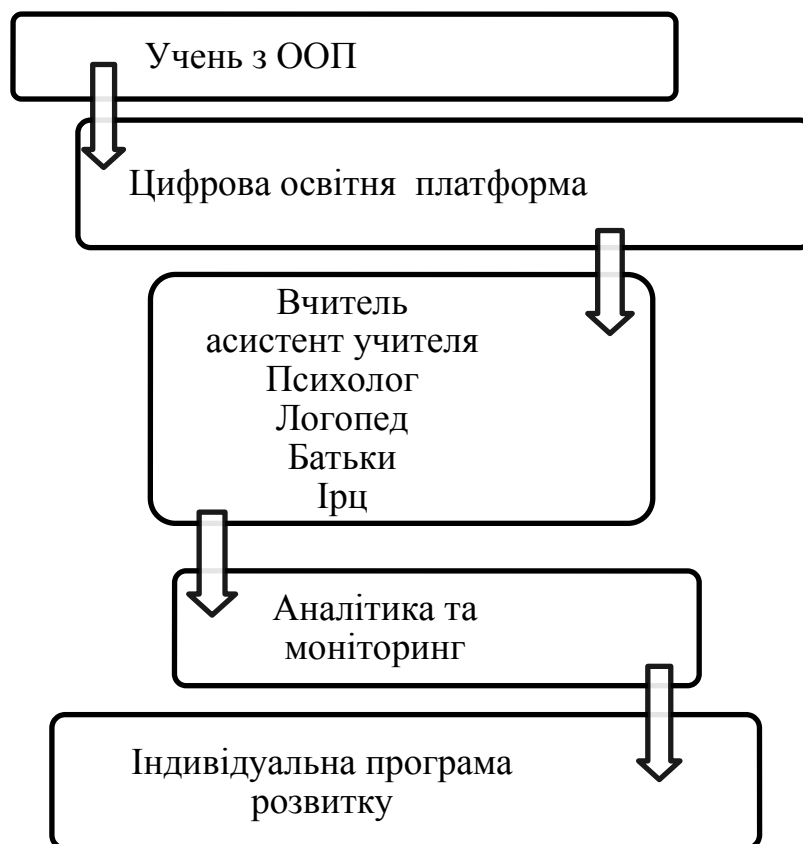 Учень з ООП
Цифрова освітня платформа
Вчитель
асистент учителя
Психолог
Логопед
Батьки
Ірц
Аналітика та
моніторинг
Індивідуальна програма
розвитку